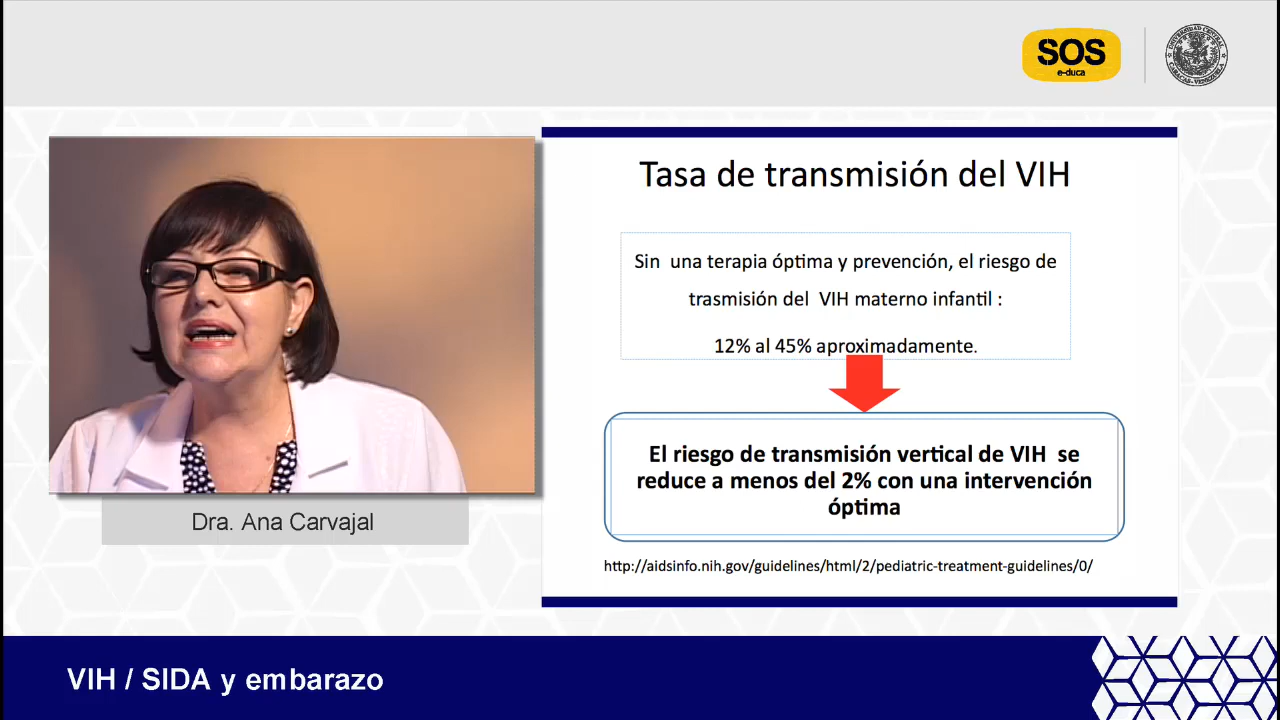 SOS
e-duca
Tasa de transmisión del VIH
Sin una terapia óptima y prevención, el riesgo de
trasmisión del VIH materno infantil :
12% al 45% aproximadamente.
El riesgo de transmisión vertical de VIH se
reduce a menos del 2% con una intervención
óptima
http://aidsinfo.nih.gov/guidelines/html/2/pediatric-treatment-guidelines/0/
Dra. Ana Carvajal
VIH / SIDA y embarazo